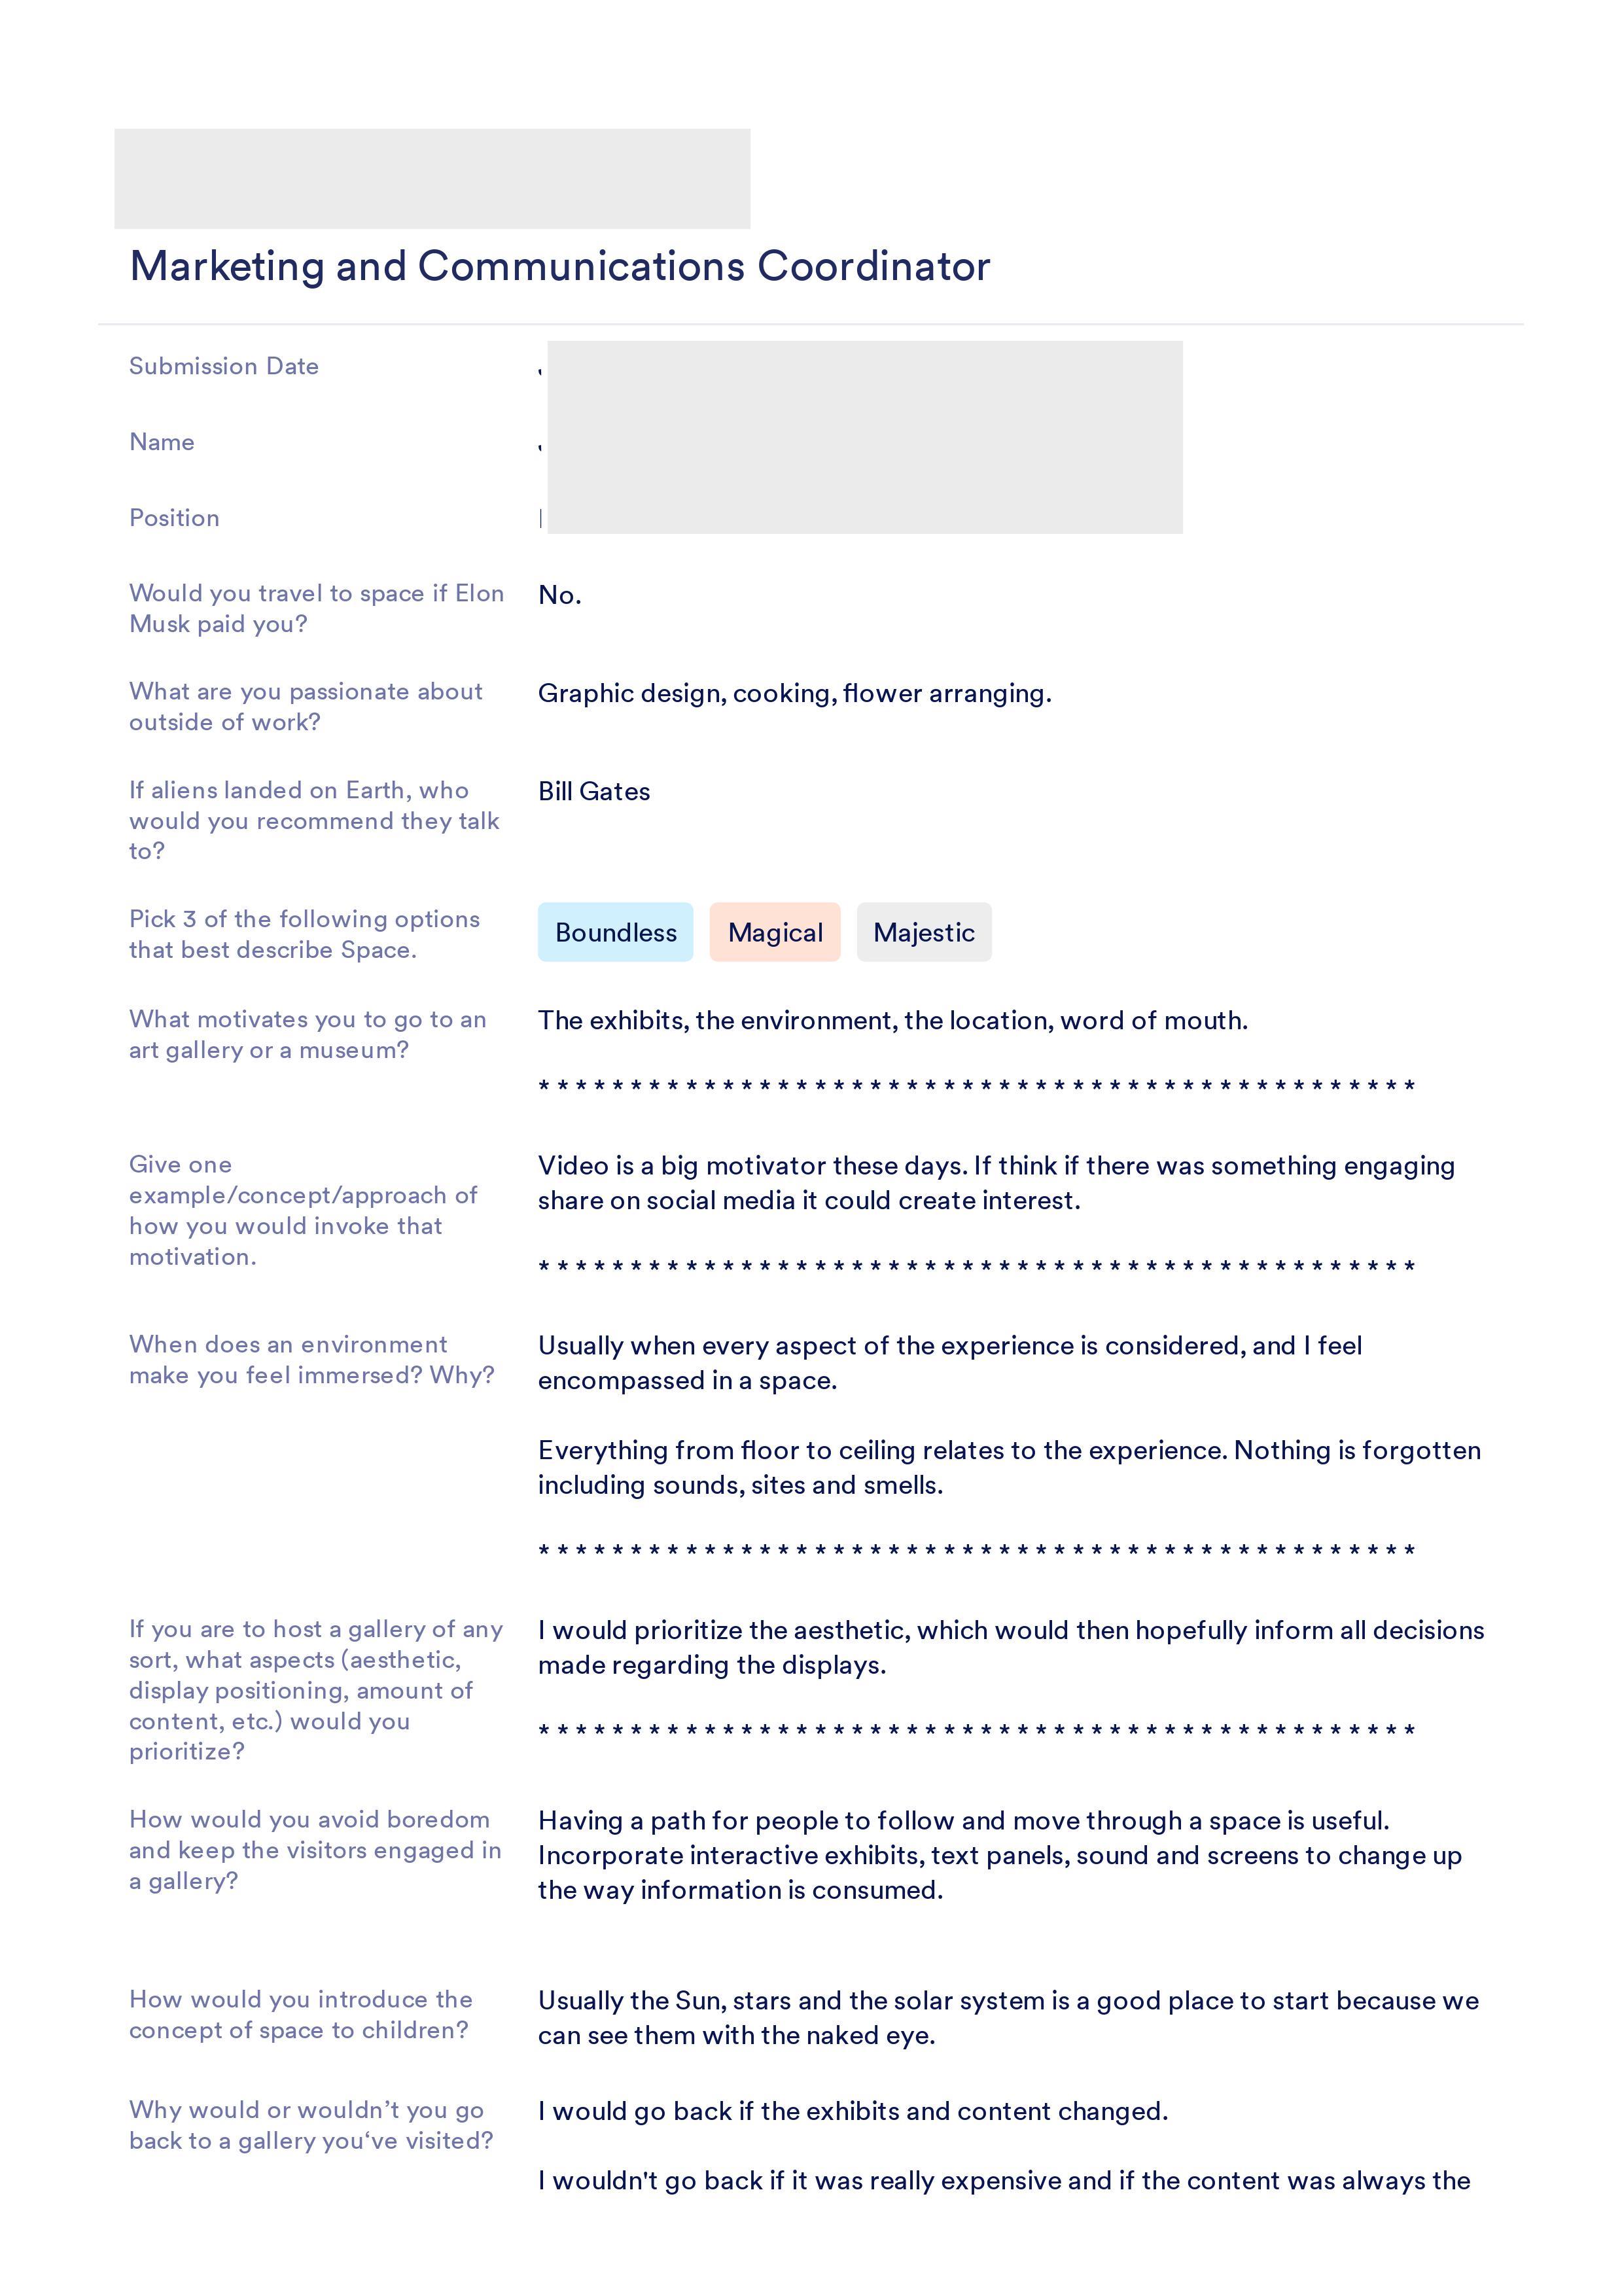 Marketing and Communications Coordinator
Submission Date
Name
Position
Would you travel to space if Elon
Musk paid you?
No.
What are you passionate about
outside of work?
Graphic design, cooking, flower arranging.
If aliens landed on Earth, who
would you recommend they talk
to?
Bill Gates
Pick 3 of the following options
that best describe Space.
Boundless Magical Majestic
What motivates you to go to an
art gallery or a museum?
The exhibits, the environment, the location, word of mouth.
* * * * * * * * * * * * * * * * * * * * * * * * * * * * * * * * * * * * * * * * * * * * * * * *
Give one
example/concept/approach of
how you would invoke that
motivation.
Video is a big motivator these days. If think if there was something engaging
share on social media it could create interest.
* * * * * * * * * * * * * * * * * * * * * * * * * * * * * * * * * * * * * * * * * * * * * * * *
When does an environment
make you feel immersed? Why?
Usually when every aspect of the experience is considered, and I feel
encompassed in a space.
Everything from floor to ceiling relates to the experience. Nothing is forgotten
including sounds, sites and smells.
* * * * * * * * * * * * * * * * * * * * * * * * * * * * * * * * * * * * * * * * * * * * * * * *
If you are to host a gallery of any
sort, what aspects (aesthetic,
display positioning, amount of
content, etc.) would you
prioritize?
I would prioritize the aesthetic, which would then hopefully inform all decisions
made regarding the displays.
* * * * * * * * * * * * * * * * * * * * * * * * * * * * * * * * * * * * * * * * * * * * * * * *
How would you avoid boredom
and keep the visitors engaged in
a gallery?
Having a path for people to follow and move through a space is useful.
Incorporate interactive exhibits, text panels, sound and screens to change up
the way information is consumed.
How would you introduce the
concept of space to children?
Usually the Sun, stars and the solar system is a good place to start because we
can see them with the naked eye.
Why would or wouldn’t you go
back to a gallery you‘ve visited?
I would go back if the exhibits and content changed.
I wouldn't go back if it was really expensive and if the content was always the